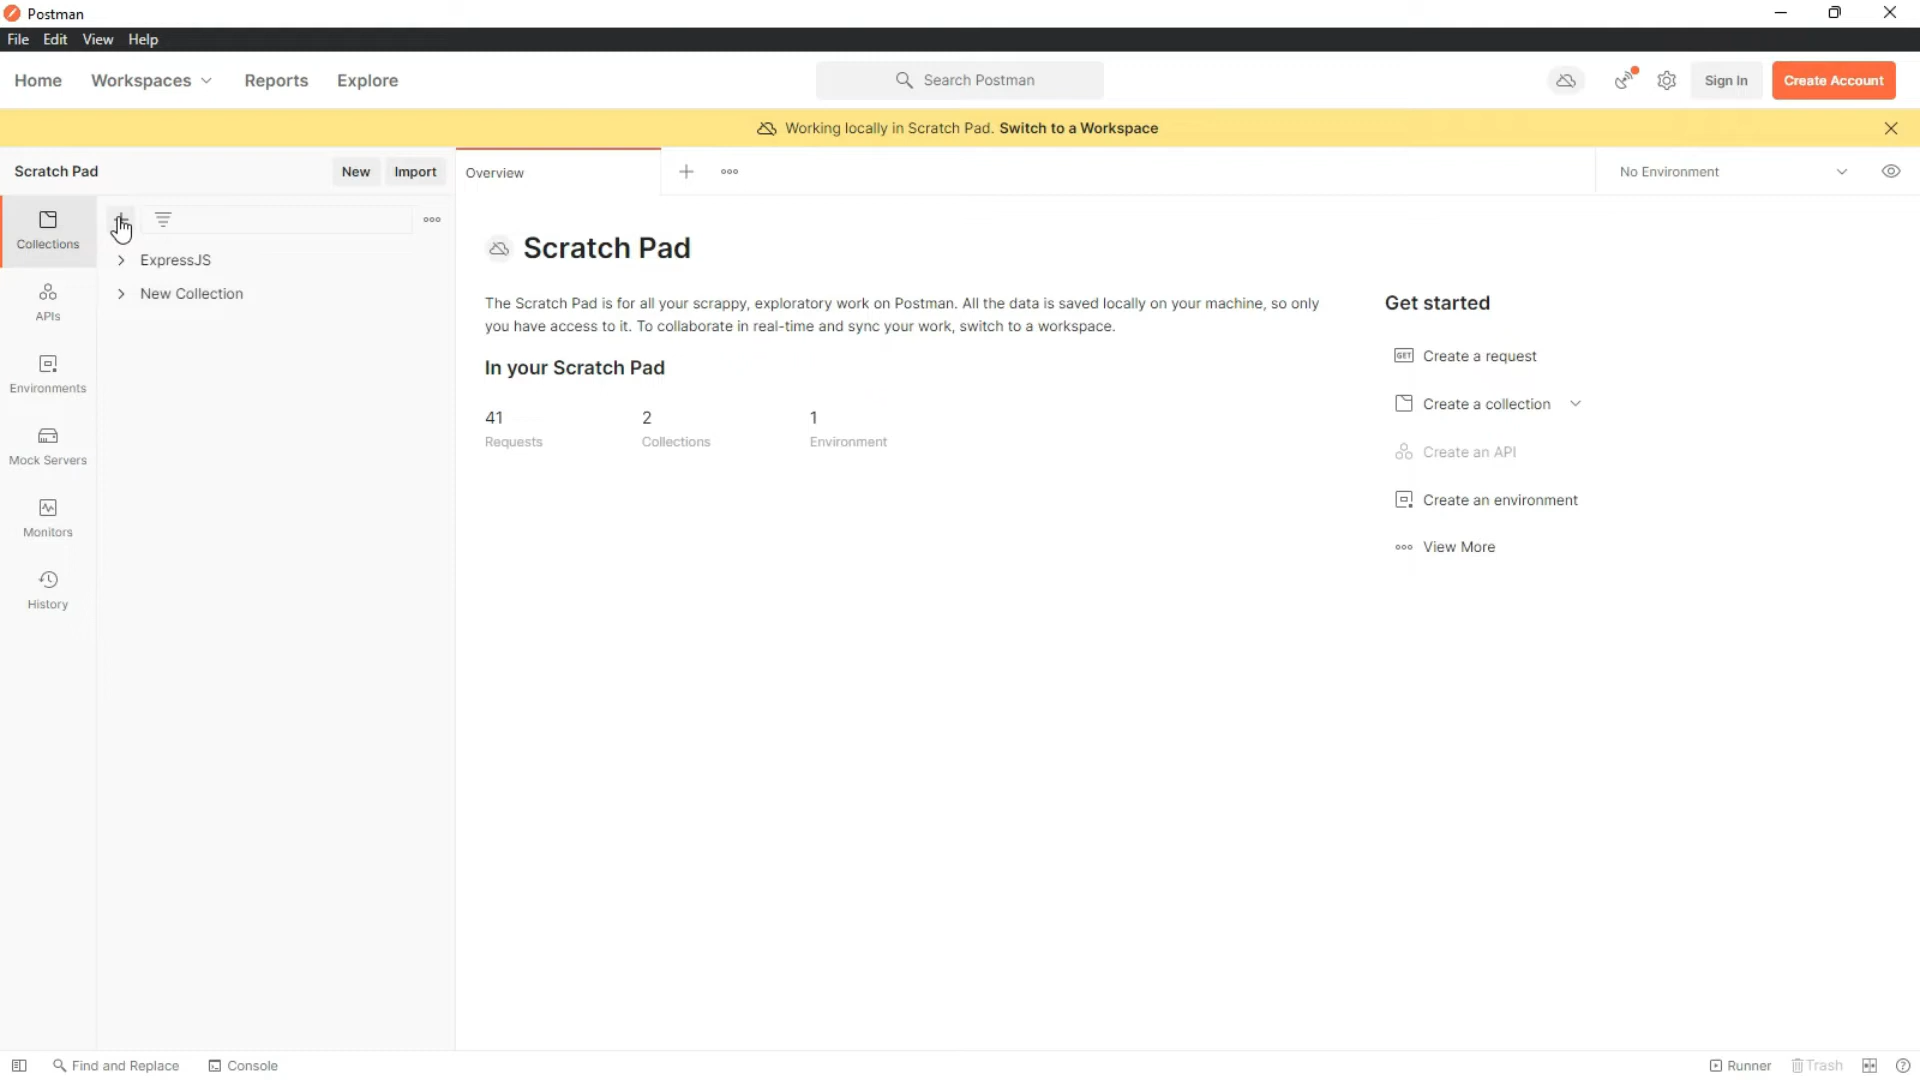 Postman
File Edit View Help
Home Workspaces Reports Explore Search Postman Sign In Create Account
Working locally in Scratch Pad. Switch to a Workspace
Scratch Pad New Import Overview No Environment
Collections
ExpressJS
New Collection
APIs
Environments
Mock Servers
Monitors
History
Scratch Pad
The Scratch Pad is for all your scrappy, exploratory work on Postman. All the data is saved locally on your machine, so only
you have access to it. To collaborate in real-time and sync your work, switch to a workspace.
In your Scratch Pad
41 2 1
Requests Collections Environment
Get started
GET Create a request
Create a collection
Create an API
Create an environment
View More
Find and Replace Console Runner Trash